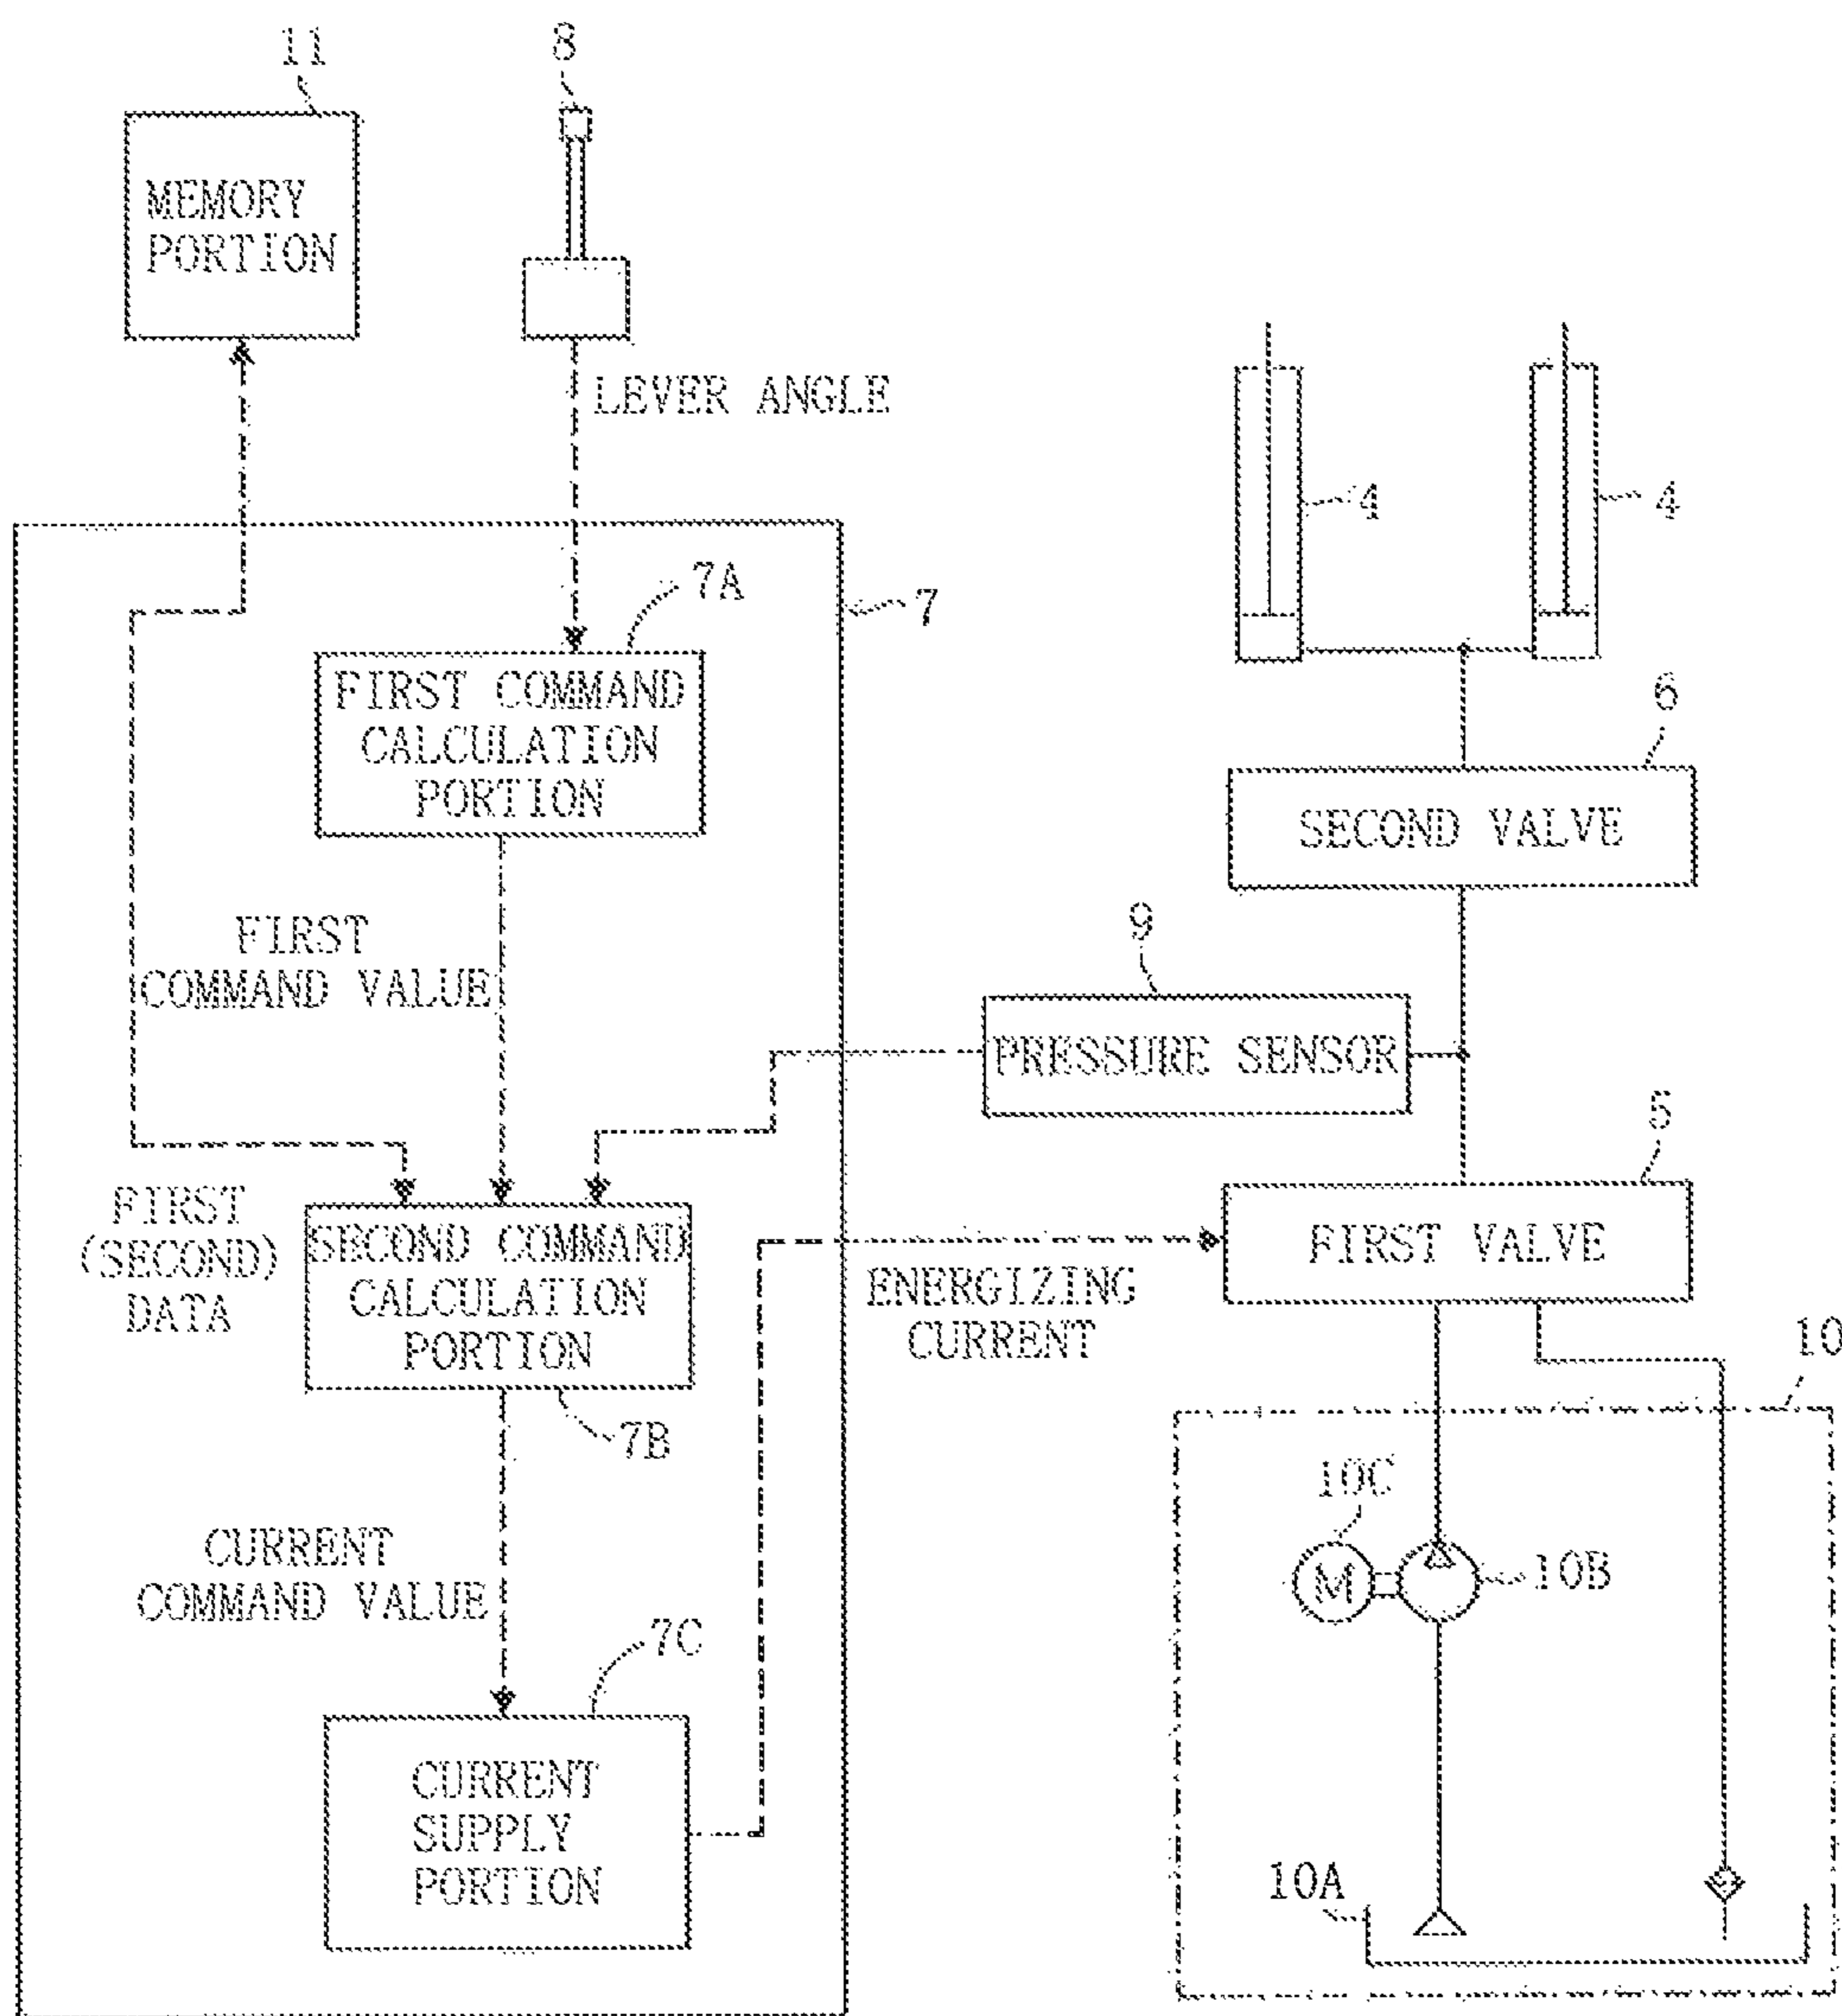 11
8
MEMORY
PORTION
LEVER ANGLE
4
4
7A
7
FIRST COMMAND
CALCULATION
PORTION
6
SECOND VALVE
FIRST
COMMAND VALUE
9
PRESSURE SENSOR
5
FIRST VALVE
FIRST
(SECOND)
DATA
SECOND COMMAND
CALCULATION
PORTION
7B
ENERGIZING
CURRENT
10
10C
M
10B
CURRENT
COMMAND VALUE
7C
CURRENT
SUPPLY
PORTION
10A